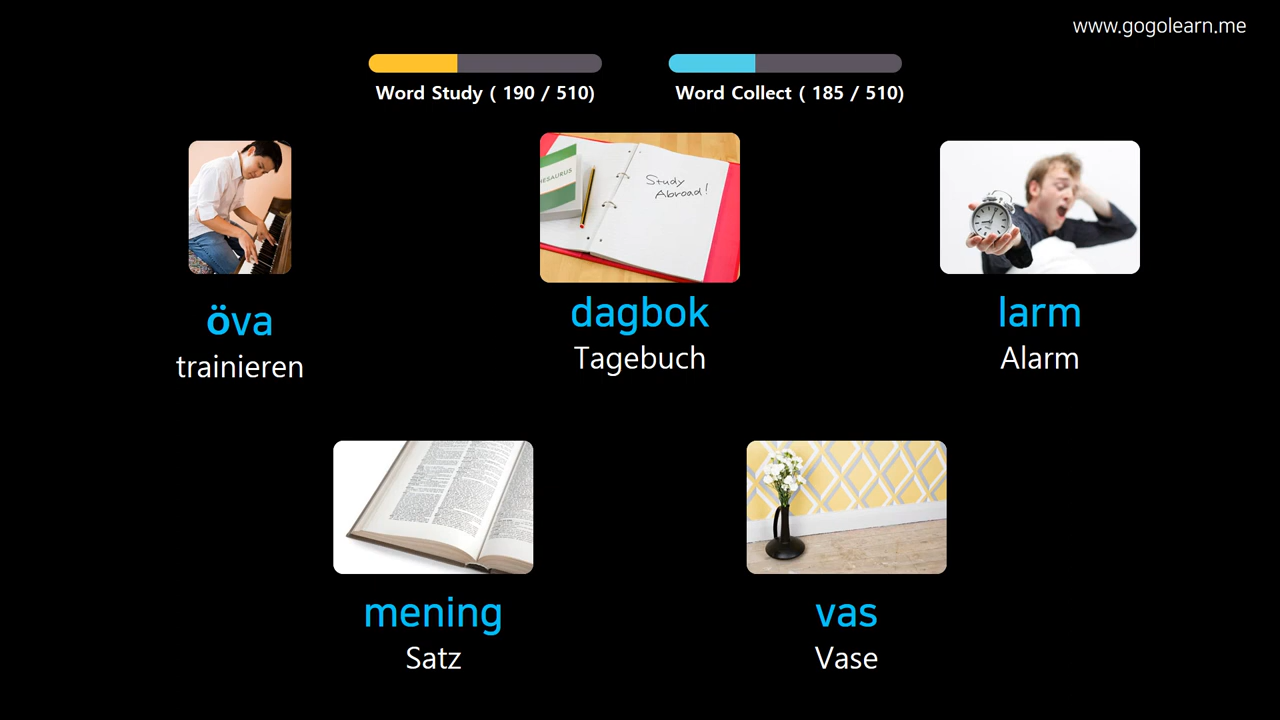 www.gogolearn.me
Word Study ( 190 / 510)
Word Collect ( 185 / 510)
ESAURUS
Study
Abroad!
öva
trainieren
dagbok
Tagebuch
larm
Alarm
mening
Satz
vas
Vase